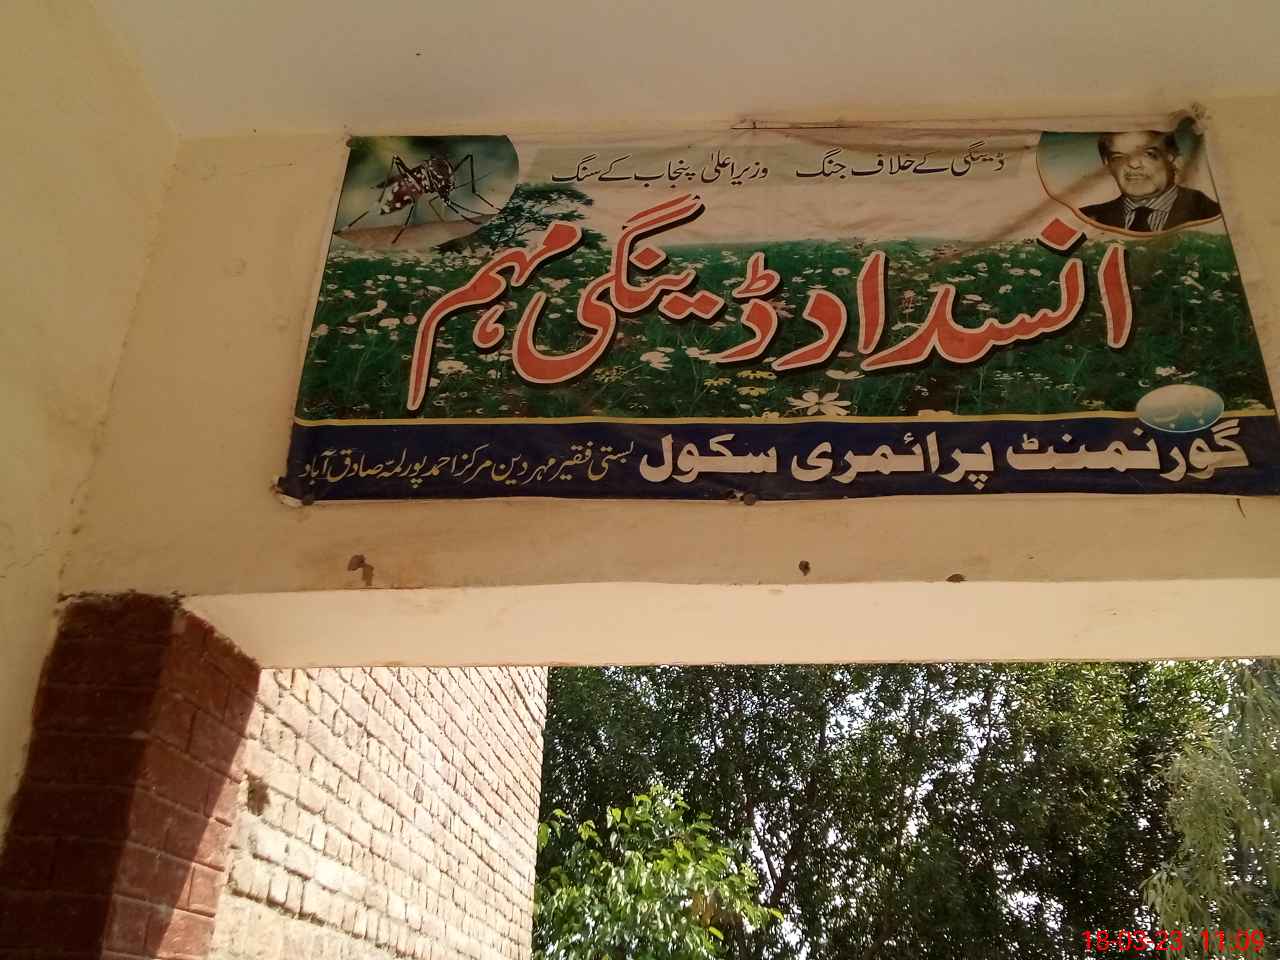 ڈینگی کے خلاف جنگ وزیراعلیٰ پنجاب کے سنگ
انسداد ڈینگی مہم
باب
گورنمنٹ پرائمری سکول بستی فقیر مہر دین مرکز احمد پور لمہ صادق آباد
18-03-23 11:09